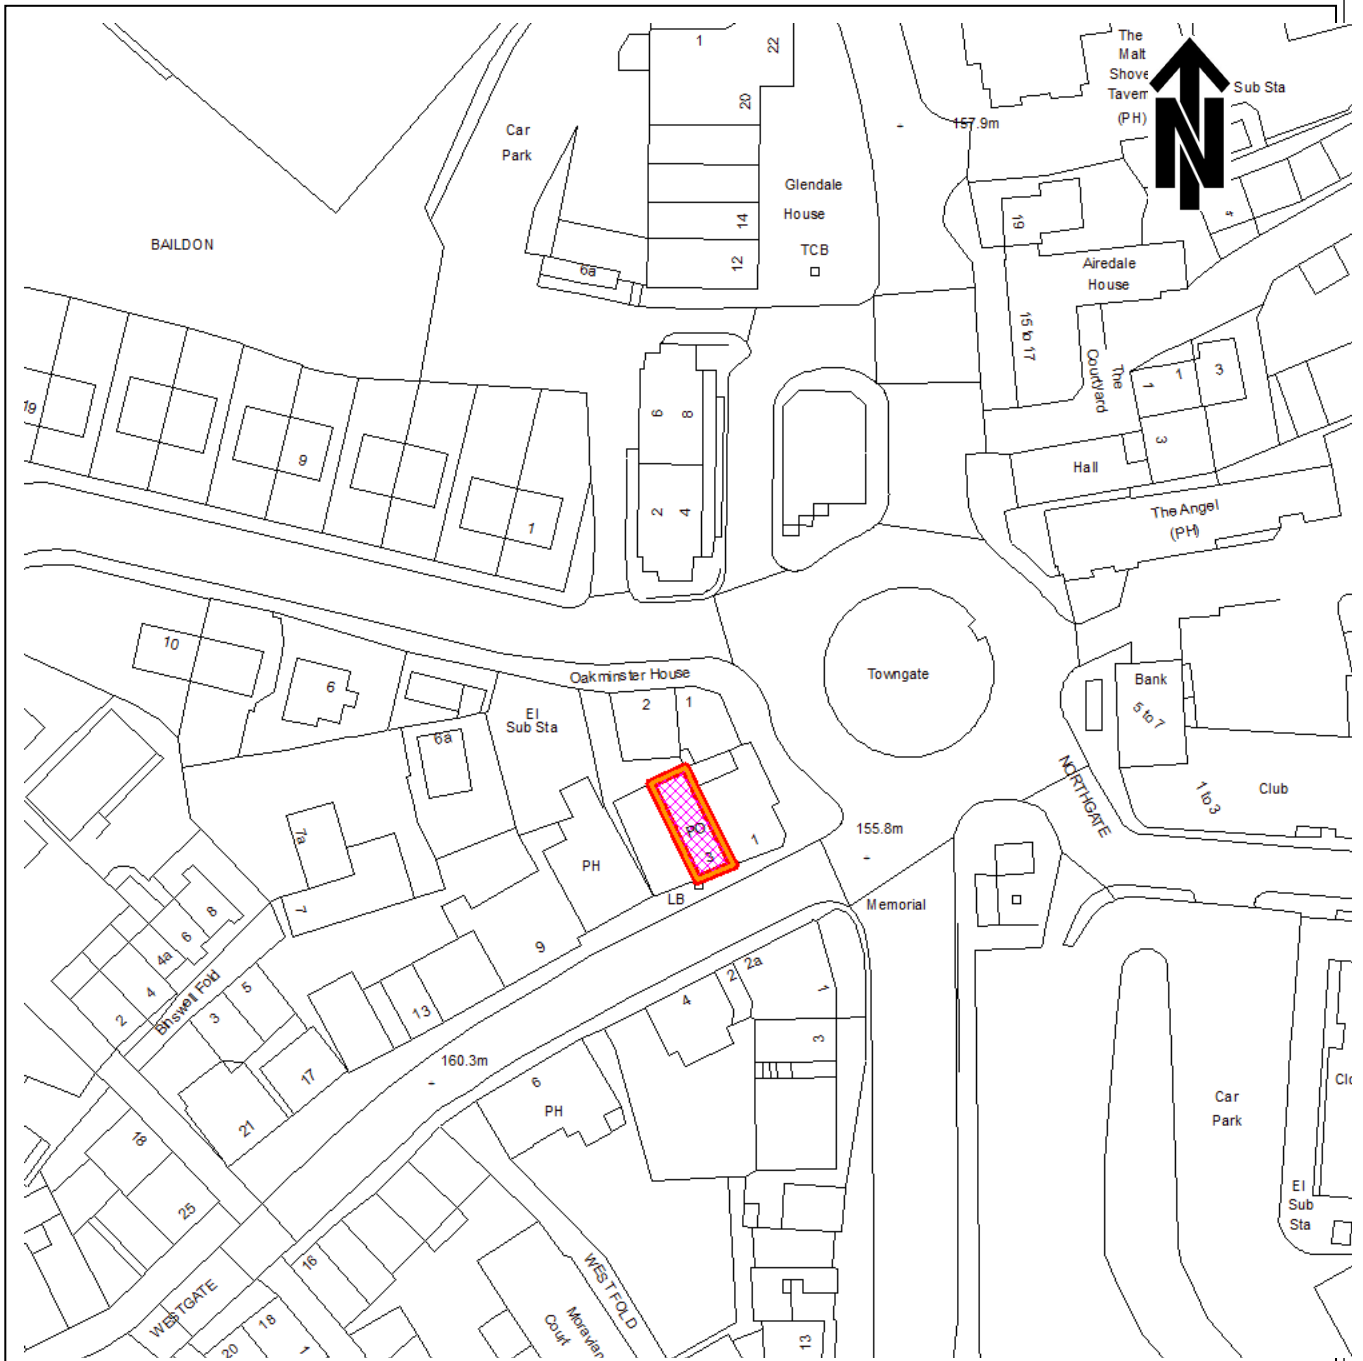 1
22
20
The
Malt
Shove
Tavern
(PH)
N
Sub Sta
157.9m
Car
Park
Glendale
House
14
12
TCB
6a
19
4
Airedale
House
BAILDON
15 to 17
The
Courtyard
1
1
3
3
Hall
The Angel
(PH)
19
9
1
6
8
2
4
10
6
Oakminster House
2
1
El
Sub Sta
6a
Towngate
Bank
5 to 7
NORTHGATE
1 to 3
Club
7a
7
PH
PO
3
1
155.8m
LB
Memorial
9
8
6
4a
4
2
Briswell Fold
5
3
13
17
21
160.3m
4
2
2a
1
3
6
PH
18
25
16
WESTGATE
18
20
1
WESTFOLD
Moravian
Court
13
Car
Park
El
Sub
Sta